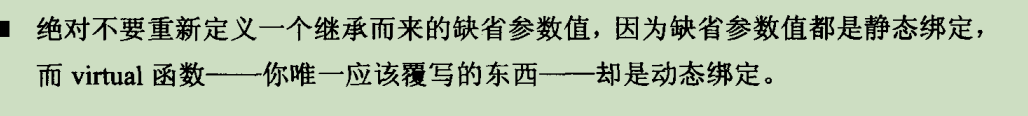 ■ 绝对不要重新定义一个继承而来的缺省参数值，因为缺省参数值都是静态绑定，
而 virtual 函数——你唯一应该覆写的东西——却是动态绑定。